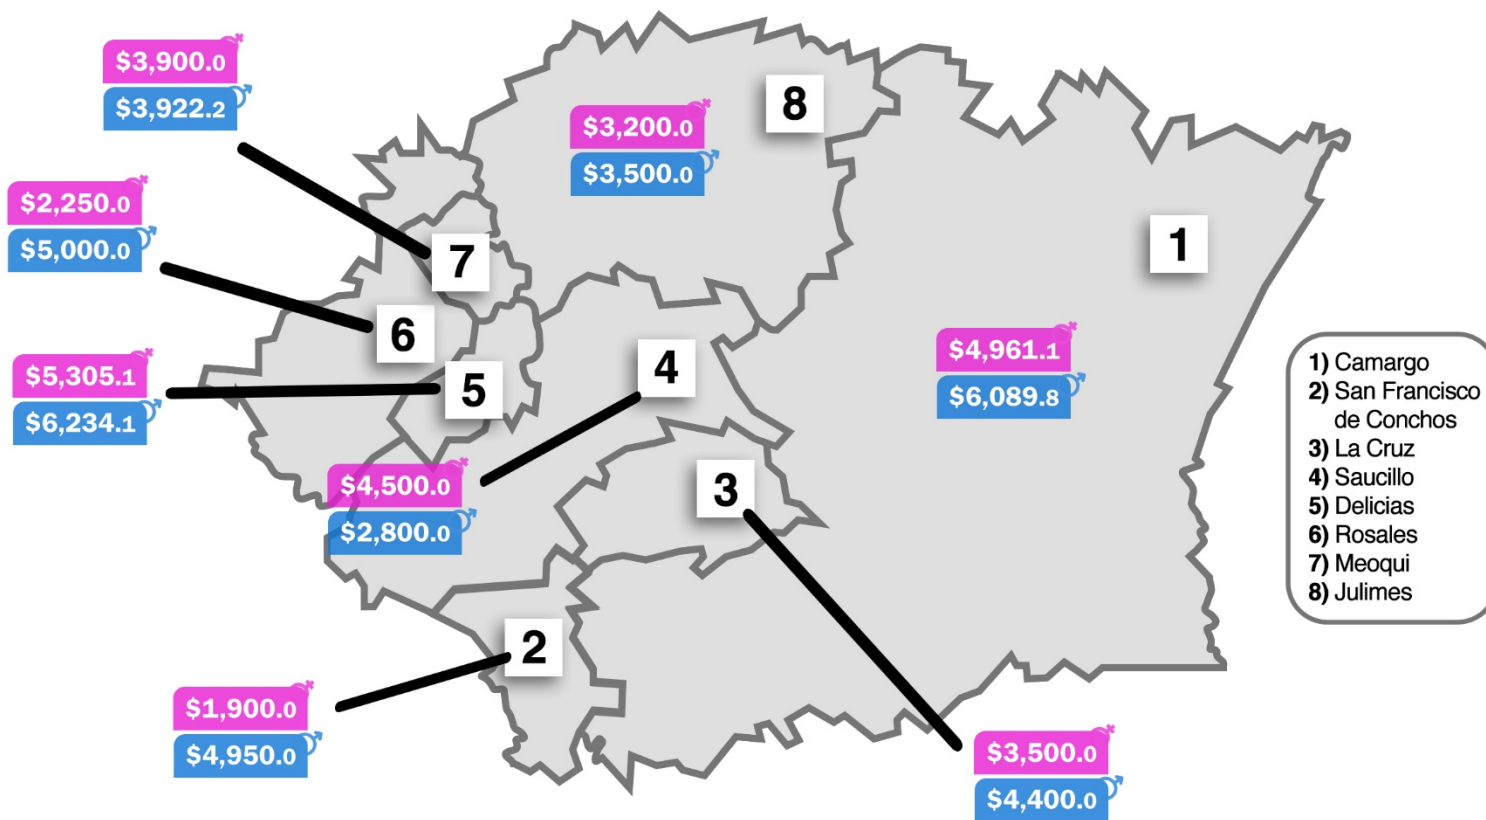 $3,900.0
$3,922.2
$3,200.0
$3,500.0
8
$2,250.0
$5,000.0
7
1
6
$5,305.1
$6,234.1
5
4
$4,961.1
$6,089.8
$4,500.0
$2,800.0
3
2
$1,900.0
$4,950.0
$3,500.0
$4,400.0
1) Camargo
2) San Francisco
de Conchos
3) La Cruz
4) Saucillo
5) Delicias
6) Rosales
7) Meoqui
8) Julimes